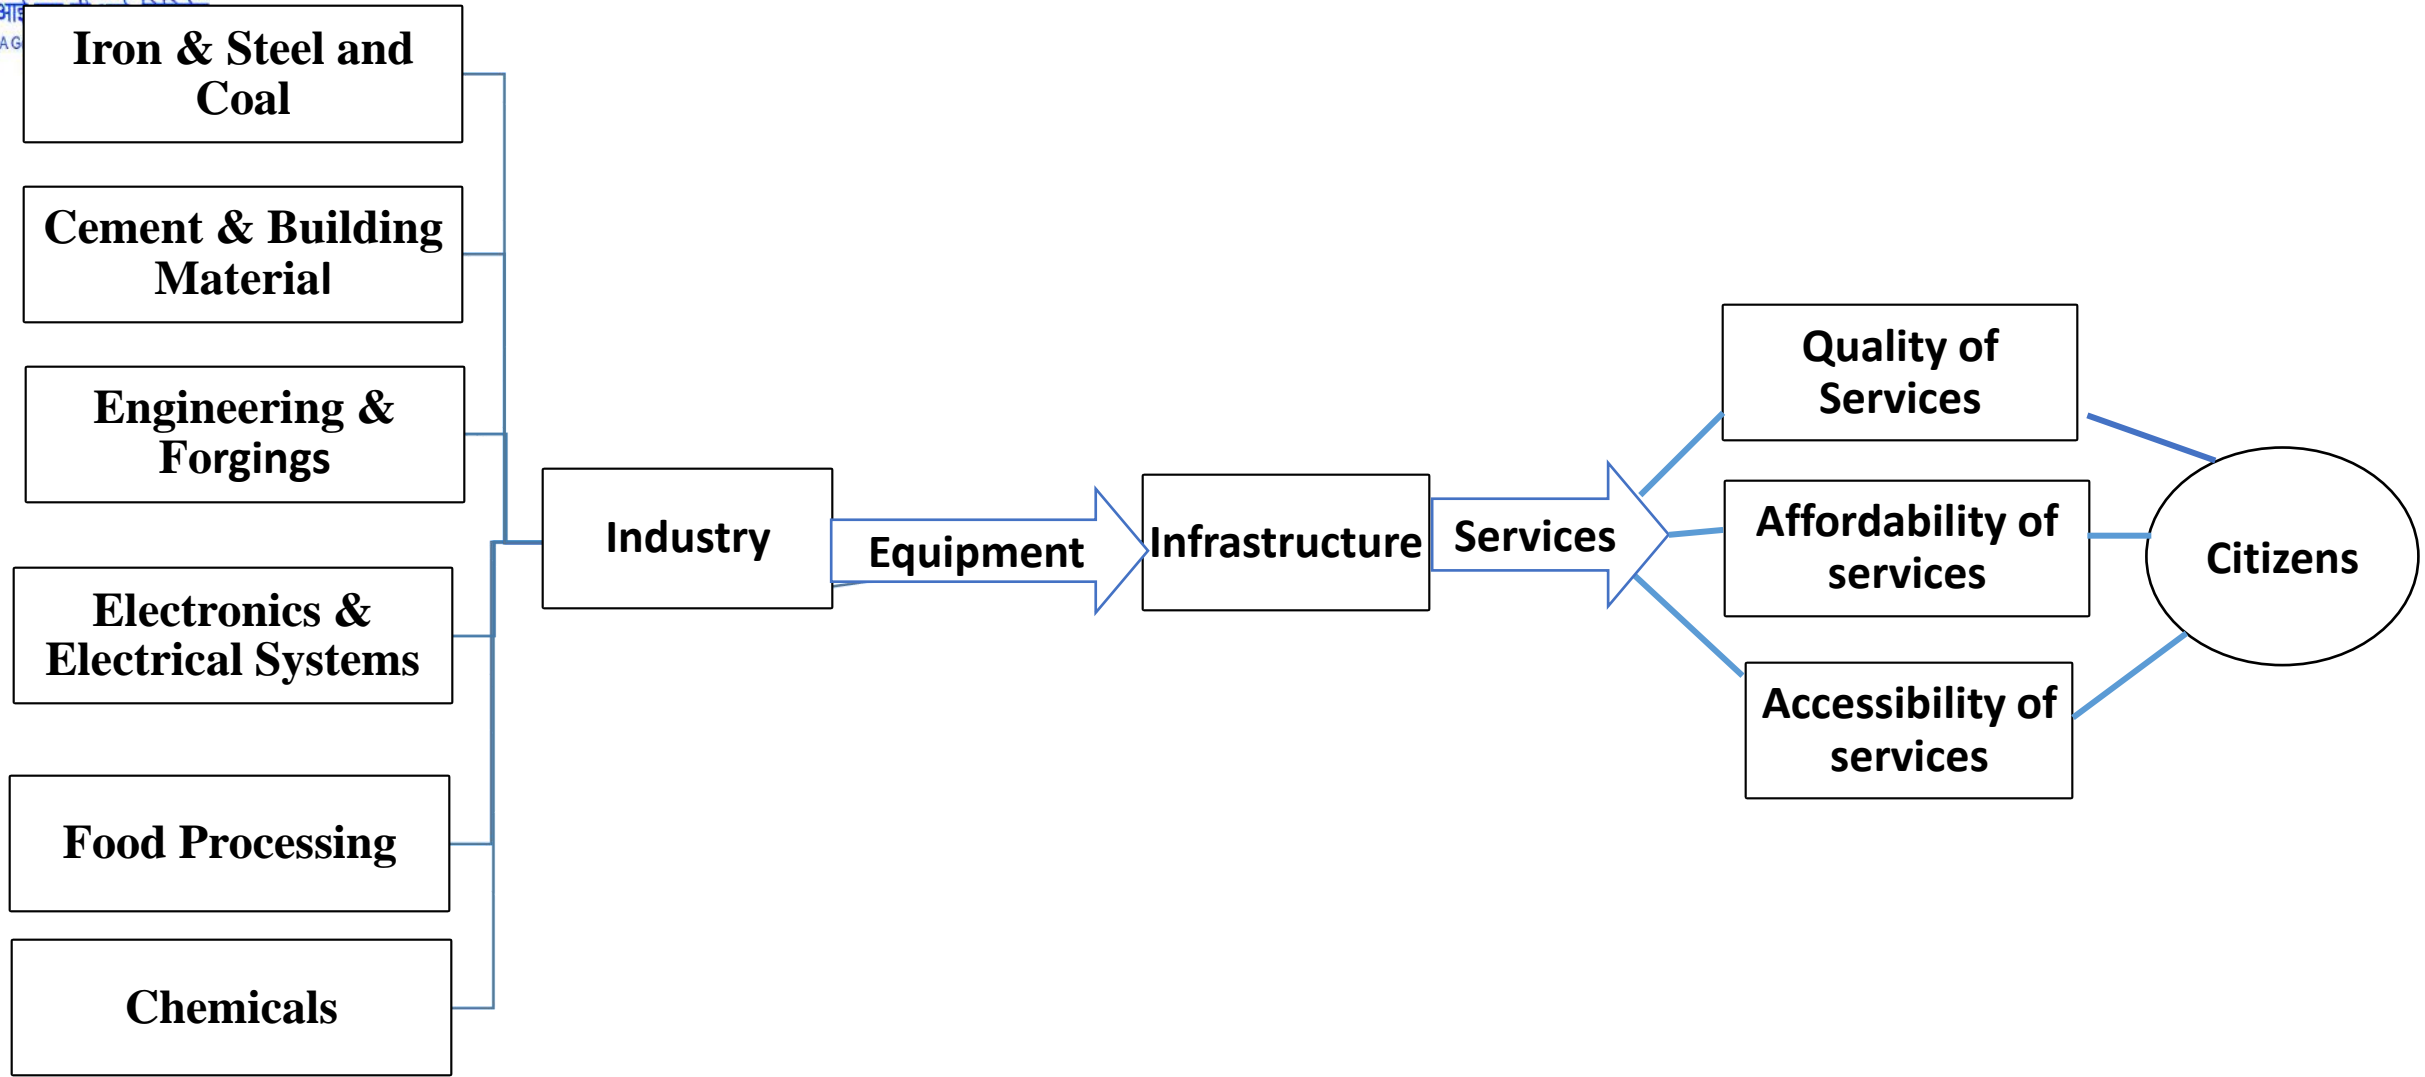 Iron & Steel and
Coal
Cement & Building
Material
Engineering &
Forgings
Electronics &
Electrical Systems
Food Processing
Chemicals
Industry
Equipment
Infrastructure
Services
Quality of
Services
Affordability of
services
Accessibility of
services
Citizens